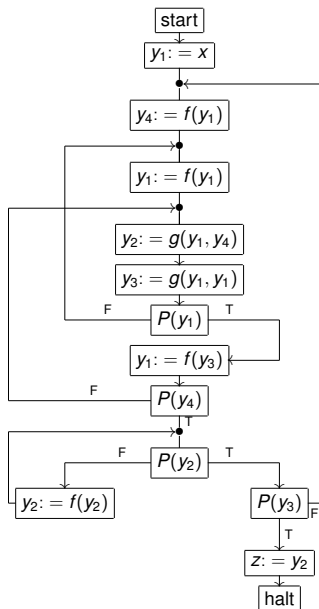 start
y₁: = x
y₄: = f(y₁)
y₁: = f(y₁)
y₂: = g(y₁, y₄)
y₃: = g(y₁, y₁)
F P(y₁) T
y₁: = f(y₃)
F P(y₄)
T
F P(y₂) T
y₂: = f(y₂) P(y₃) F
T
z: = y₂
halt